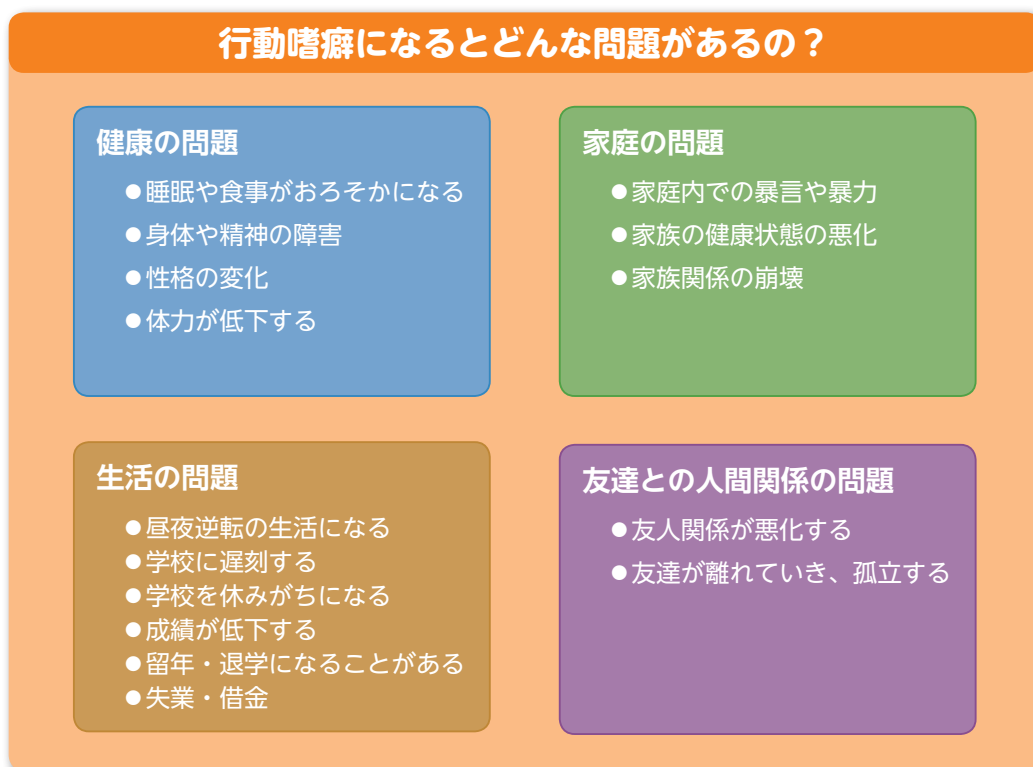 行動嗜癖になるとどんな問題があるの？
健康の問題
●睡眠や食事がおろそかになる
●身体や精神の障害
●性格の変化
●体力が低下する
家庭の問題
●家庭内での暴言や暴力
●家族の健康状態の悪化
●家族関係の崩壊
生活の問題
●昼夜逆転の生活になる
●学校に遅刻する
●学校を休みがちになる
●成績が低下する
●留年・退学になることがある
●失業・借金
友達との人間関係の問題
●友人関係が悪化する
●友達が離れていき、孤立する